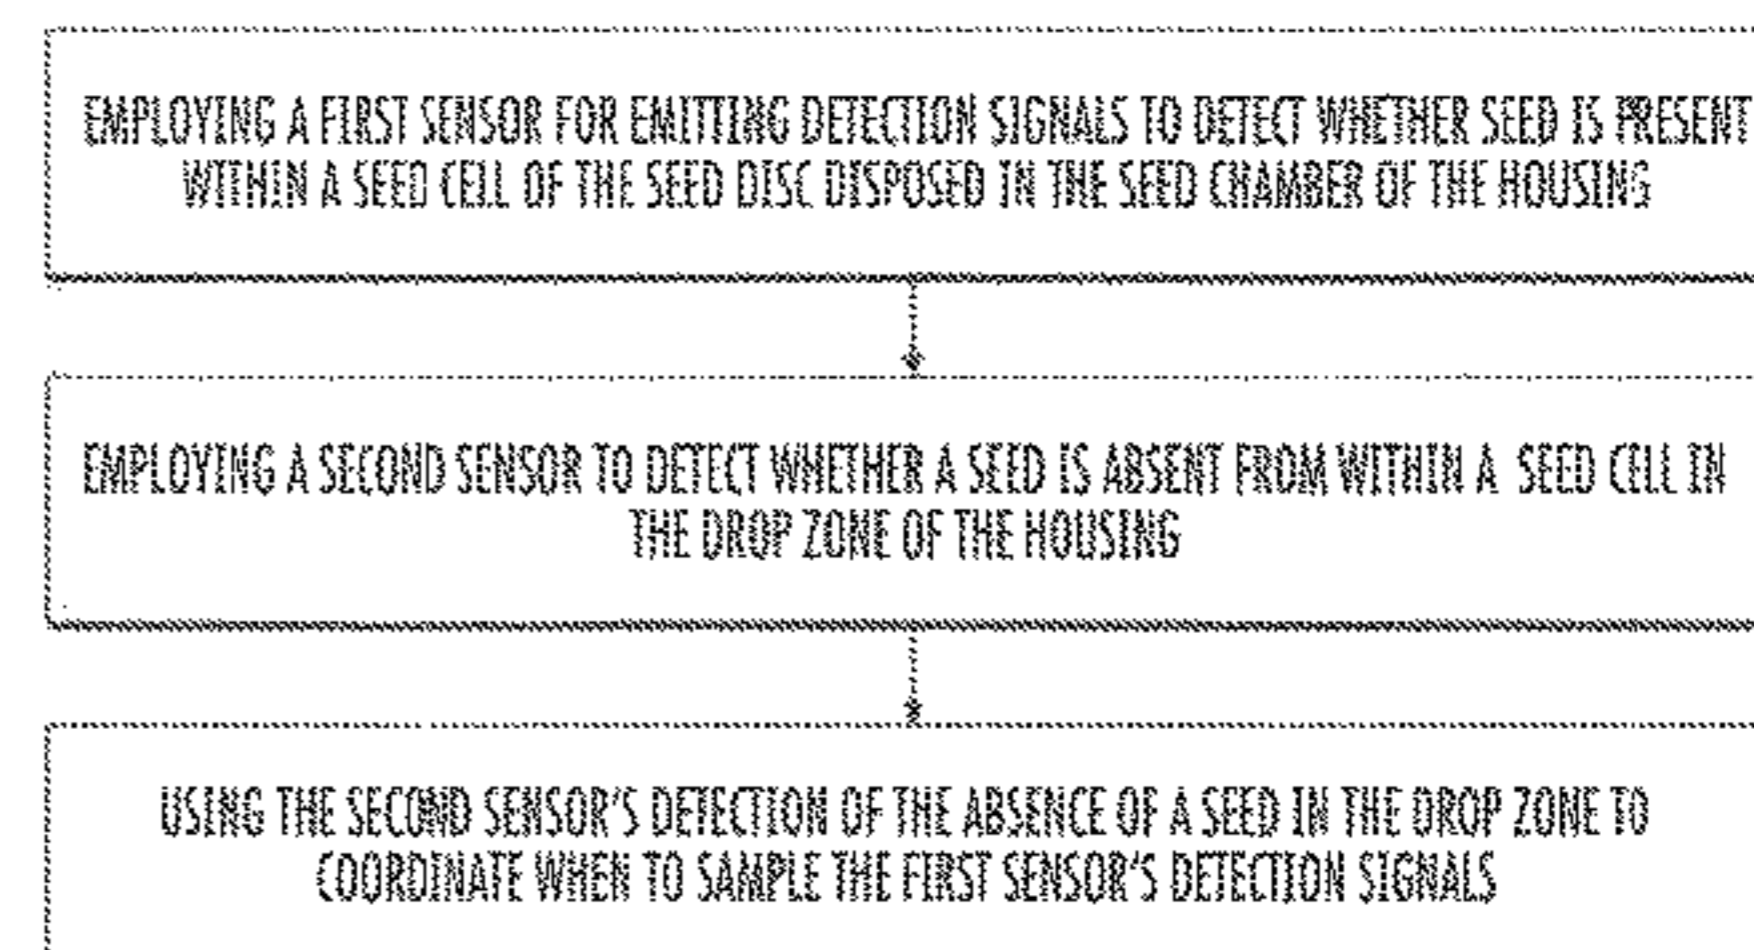 EMPLOYING A FIRST SENSOR FOR EMITTING DETECTION SIGNALS TO DETECT WHETHER SEED IS PRESENT
WITHIN A SEED CELL OF THE SEED DISC DISPOSED IN THE SEED CHAMBER OF THE HOUSING
EMPLOYING A SECOND SENSOR TO DETECT WHETHER A SEED IS ABSENT FROM WITHIN A SEED CELL IN
THE DROP ZONE OF THE HOUSING
USING THE SECOND SENSOR'S DETECTION OF THE ABSENCE OF A SEED IN THE DROP ZONE TO
COORDINATE WHEN TO SAMPLE THE FIRST SENSOR'S DETECTION SIGNALS